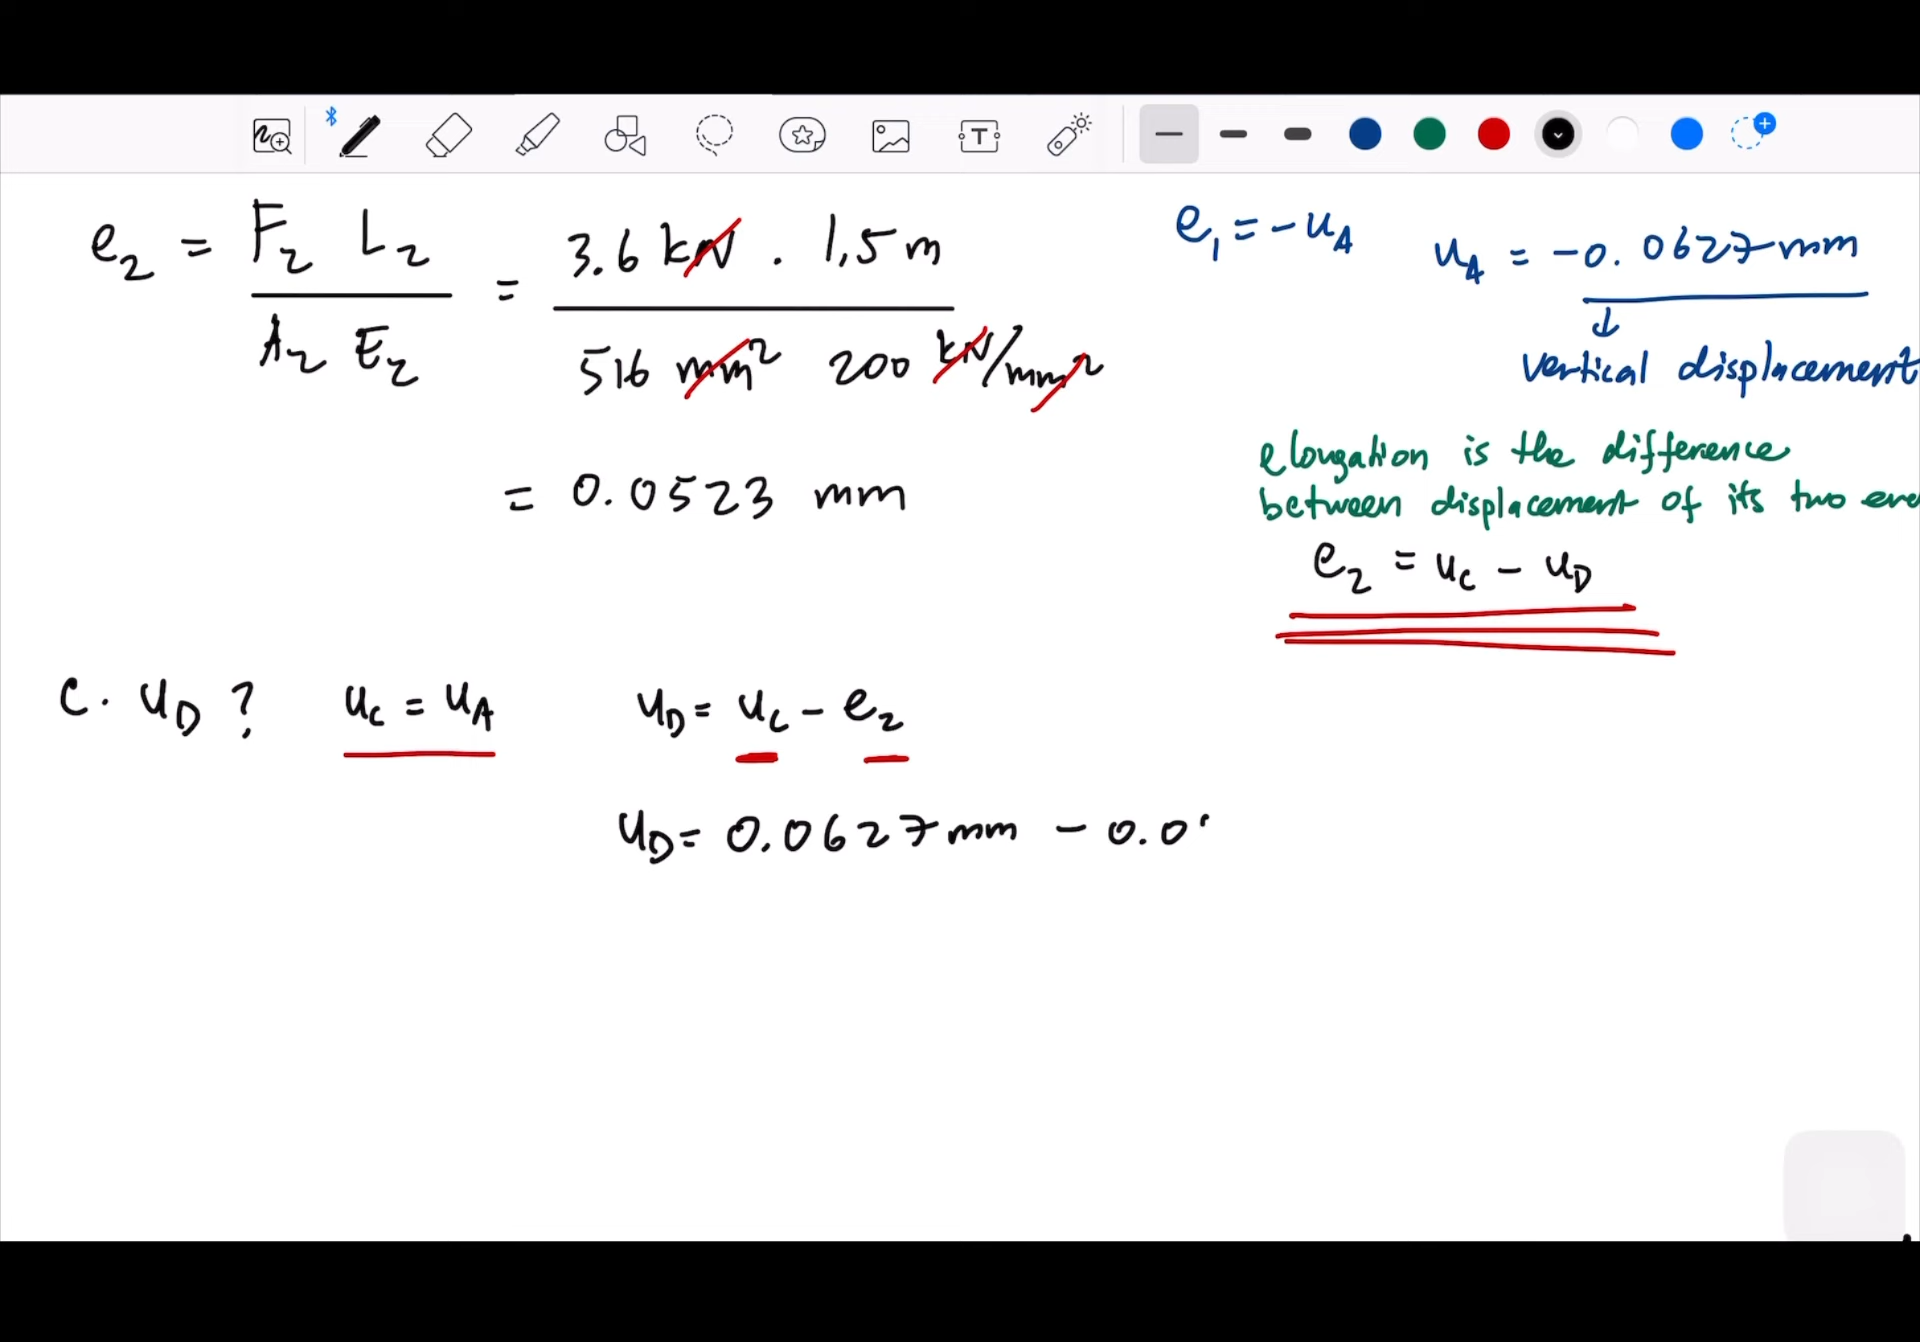 e₂ = F₂ L₂ / A₂ E₂ = 3.6 kN . 1,5 m / 516 mm² 200 kN/mm²
= 0.0523 mm
e₁ = -u_A
u_A = -0.0627 mm
↓
vertical displacement
elongation is the difference
between displacement of its two
e₂ = u_C - u_D
C. u_D ? u_C = u_A u_D = u_C - e₂
u_D = 0.0627 mm - 0.0